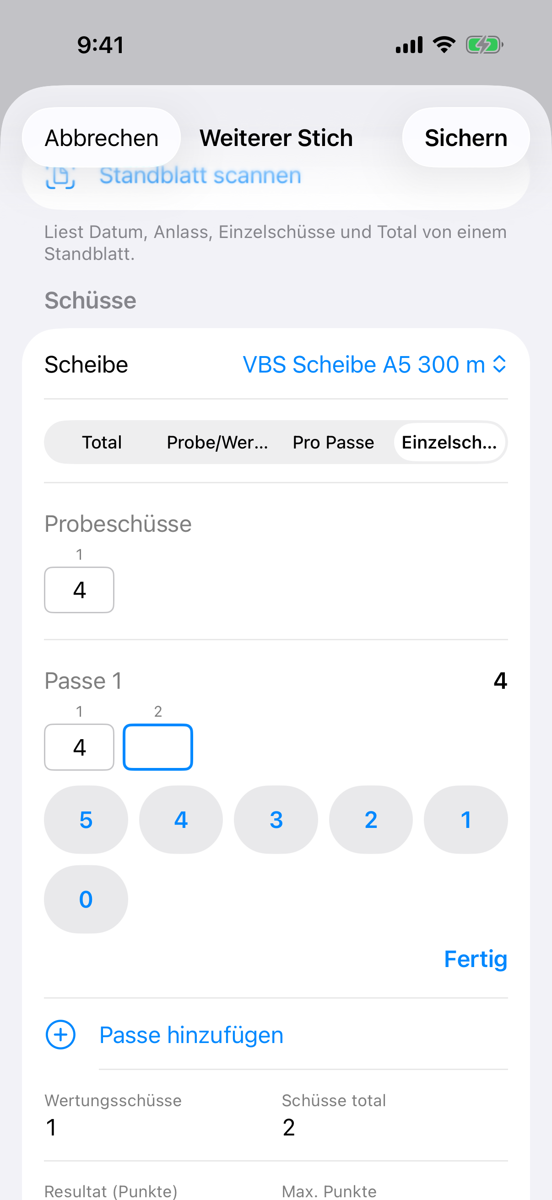 9:41
Abbrechen
Weiterer Stich
Sichern
Standblatt scannen
Liest Datum, Anlass, Einzelschüsse und Total von einem
Standblatt.
Schüsse
Scheibe
VBS Scheibe A5 300 m
Total
Probe/Wer...
Pro Passe
Einzelsch...
Probeschüsse
1
4
Passe 1
4
1
2
4
5
4
3
2
1
0
Fertig
Passe hinzufügen
Wertungsschüsse
Schüsse total
1
2
Resultat (Punkte)
Max. Punkte